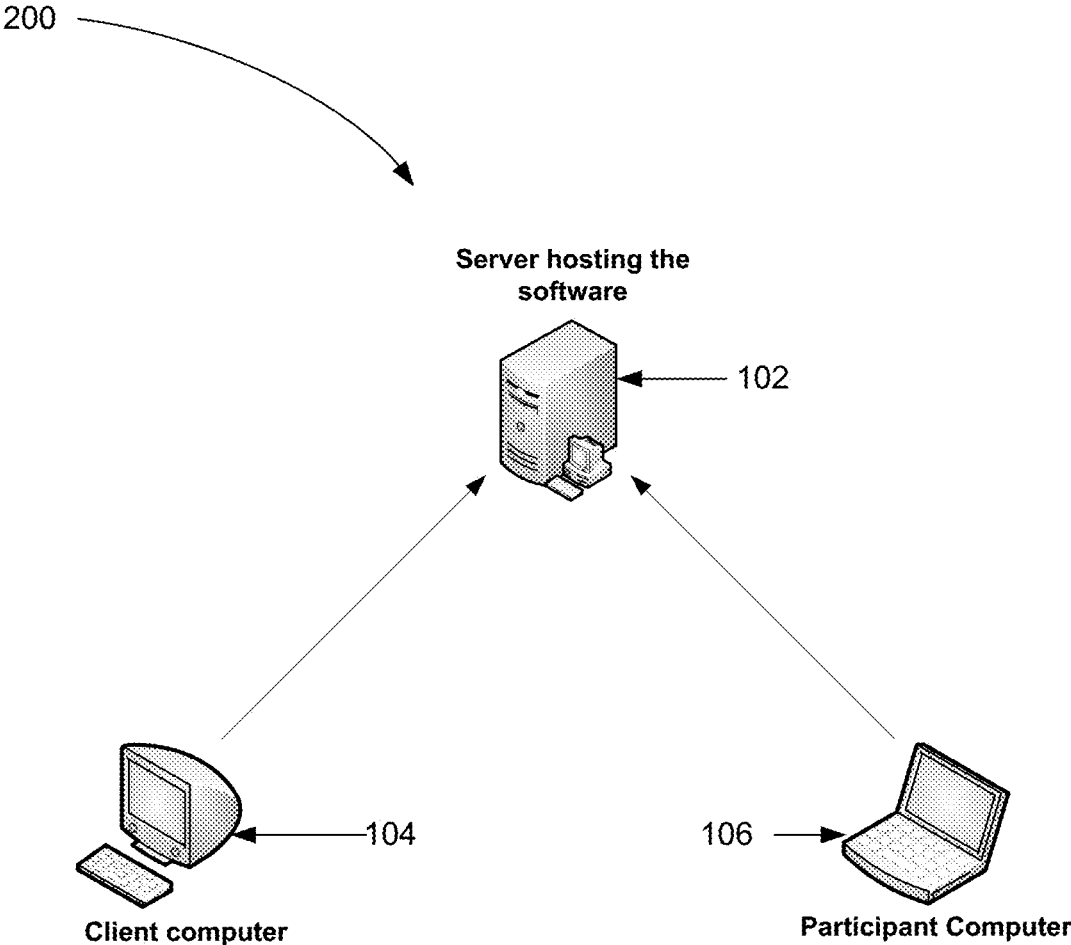 200
Server hosting the
software
102
104
106
Client computer
Participant Computer